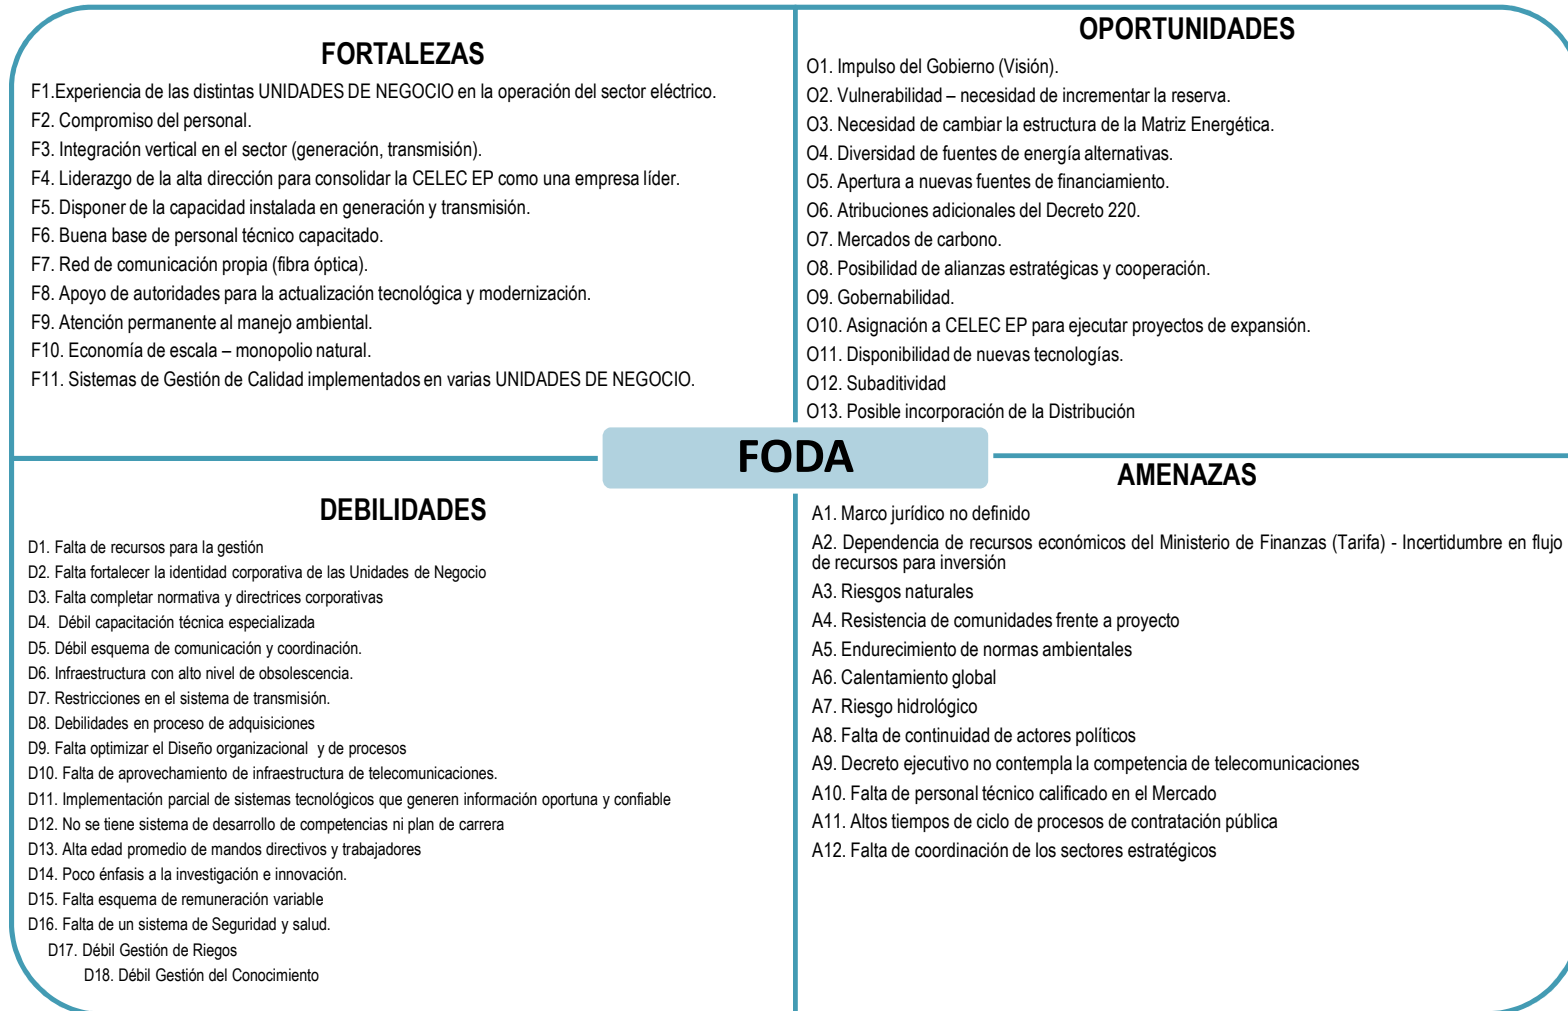 FORTALEZAS
F1.Experiencia de las distintas UNIDADES DE NEGOCIO en la operación del sector eléctrico.
F2. Compromiso del personal.
F3. Integración vertical en el sector (generación, transmisión).
F4. Liderazgo de la alta dirección para consolidar la CELEC EP como una empresa líder.
F5. Disponer de la capacidad instalada en generación y transmisión.
F6. Buena base de personal técnico capacitado.
F7. Red de comunicación propia (fibra óptica).
F8. Apoyo de autoridades para la actualización tecnológica y modernización.
F9. Atención permanente al manejo ambiental.
F10. Economía de escala – monopolio natural.
F11. Sistemas de Gestión de Calidad implementados en varias UNIDADES DE NEGOCIO.
OPORTUNIDADES
O1. Impulso del Gobierno (Visión).
O2. Vulnerabilidad – necesidad de incrementar la reserva.
O3. Necesidad de cambiar la estructura de la Matriz Energética.
O4. Diversidad de fuentes de energía alternativas.
O5. Apertura a nuevas fuentes de financiamiento.
O6. Atribuciones adicionales del Decreto 220.
O7. Mercados de carbono.
O8. Posibilidad de alianzas estratégicas y cooperación.
O9. Gobernabilidad.
O10. Asignación a CELEC EP para ejecutar proyectos de expansión.
O11. Disponibilidad de nuevas tecnologías.
O12. Subaditividad
O13. Posible incorporación de la Distribución
FODA
DEBILIDADES
D1. Falta de recursos para la gestión
D2. Falta fortalecer la identidad corporativa de las Unidades de Negocio
D3. Falta completar normativa y directrices corporativas
D4. Débil capacitación técnica especializada
D5. Débil esquema de comunicación y coordinación.
D6. Infraestructura con alto nivel de obsolescencia.
D7. Restricciones en el sistema de transmisión.
D8. Debilidades en proceso de adquisiciones
D9. Falta optimizar el Diseño organizacional y de procesos
D10. Falta de aprovechamiento de infraestructura de telecomunicaciones.
D11. Implementación parcial de sistemas tecnológicos que generen información oportuna y confiable
D12. No se tiene sistema de desarrollo de competencias ni plan de carrera
D13. Alta edad promedio de mandos directivos y trabajadores
D14. Poco énfasis a la investigación e innovación.
D15. Falta esquema de remuneración variable
D16. Falta de un sistema de Seguridad y salud.
D17. Débil Gestión de Riegos
D18. Débil Gestión del Conocimiento
AMENAZAS
A1. Marco jurídico no definido
A2. Dependencia de recursos económicos del Ministerio de Finanzas (Tarifa) - Incertidumbre en flujo
de recursos para inversión
A3. Riesgos naturales
A4. Resistencia de comunidades frente a proyecto
A5. Endurecimiento de normas ambientales
A6. Calentamiento global
A7. Riesgo hidrológico
A8. Falta de continuidad de actores políticos
A9. Decreto ejecutivo no contempla la competencia de telecomunicaciones
A10. Falta de personal técnico calificado en el Mercado
A11. Altos tiempos de ciclo de procesos de contratación pública
A12. Falta de coordinación de los sectores estratégicos